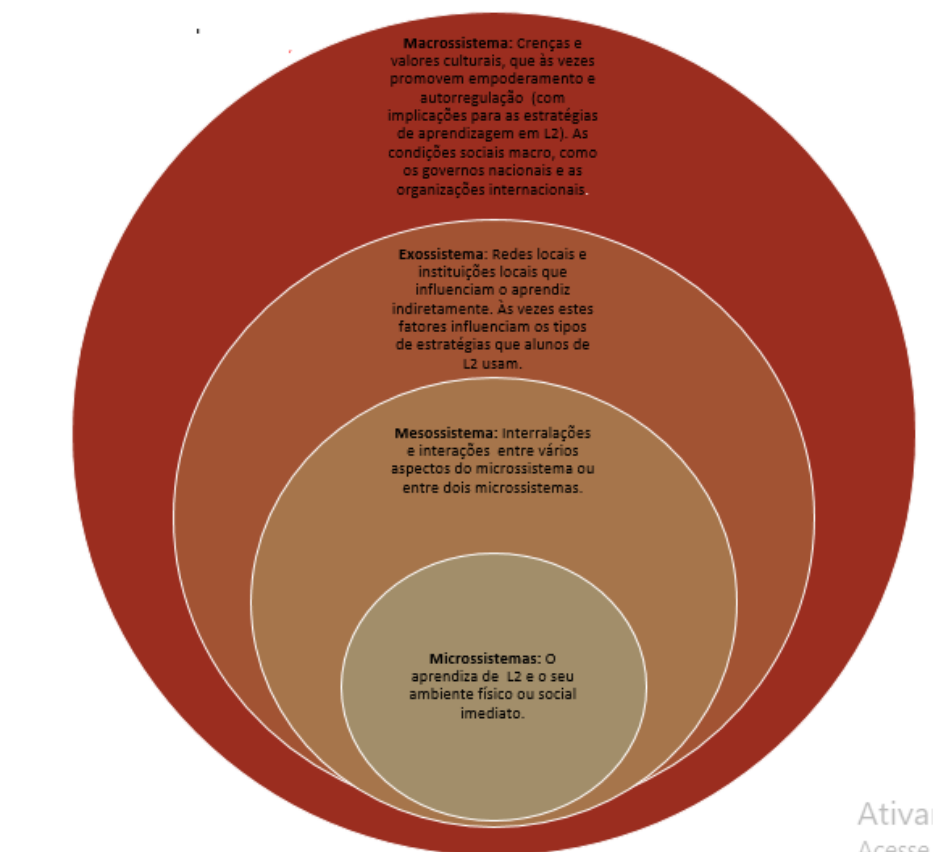 Macrossistema: Crenças e
valores culturais, que às vezes
promovem empoderamento e
autorregulação (com
implicações para as estratégias
de aprendizagem em L2). As
condições sociais macro, como
os governos nacionais e as
organizações internacionais.
Exossistema: Redes locais e
instituições locais que
influenciam o aprendiz
indiretamente. Às vezes estes
fatores influenciam os tipos
de estratégias que alunos de
L2 usam.
Mesossistema: Interralações
e interações entre vários
aspectos do microssistema ou
entre dois microssistemas.
Microssistemas: O
aprendiza de L2 e o seu
ambiente físico ou social
imediato.
Ativa
Acesse